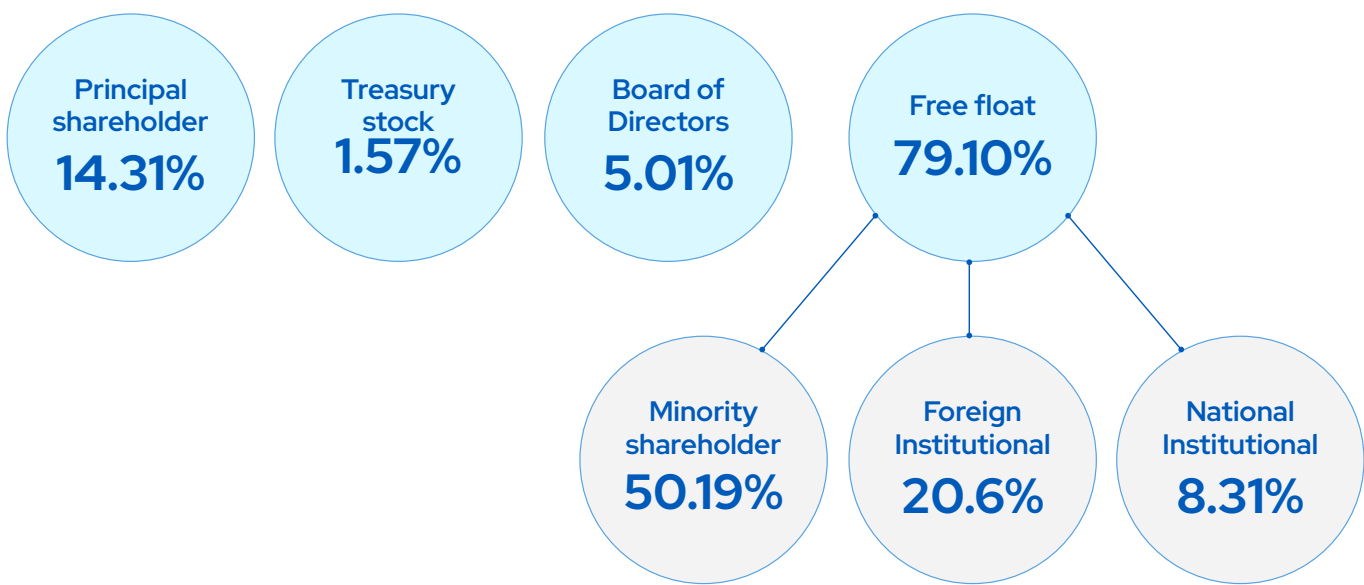 Principal
shareholder
14.31%
Treasury
stock
1.57%
Board of
Directors
5.01%
Free float
79.10%
Minority
shareholder
50.19%
Foreign
Institutional
20.6%
National
Institutional
8.31%